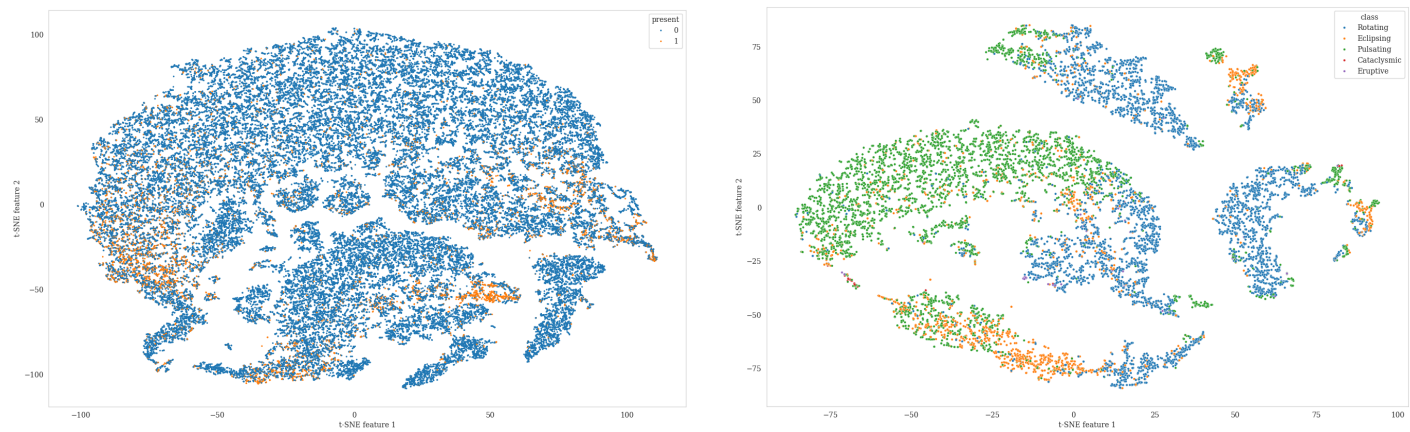 present
0
1
100
50
0
−50
−100
−100
−50
0
50
100
t-SNE feature 1
t-SNE feature 2
class
Rotating
Eclipsing
Pulsating
Cataclysmic
Eruptive
75
50
25
0
−25
−50
−75
−75
−50
−25
0
25
50
75
100
t-SNE feature 1
t-SNE feature 2